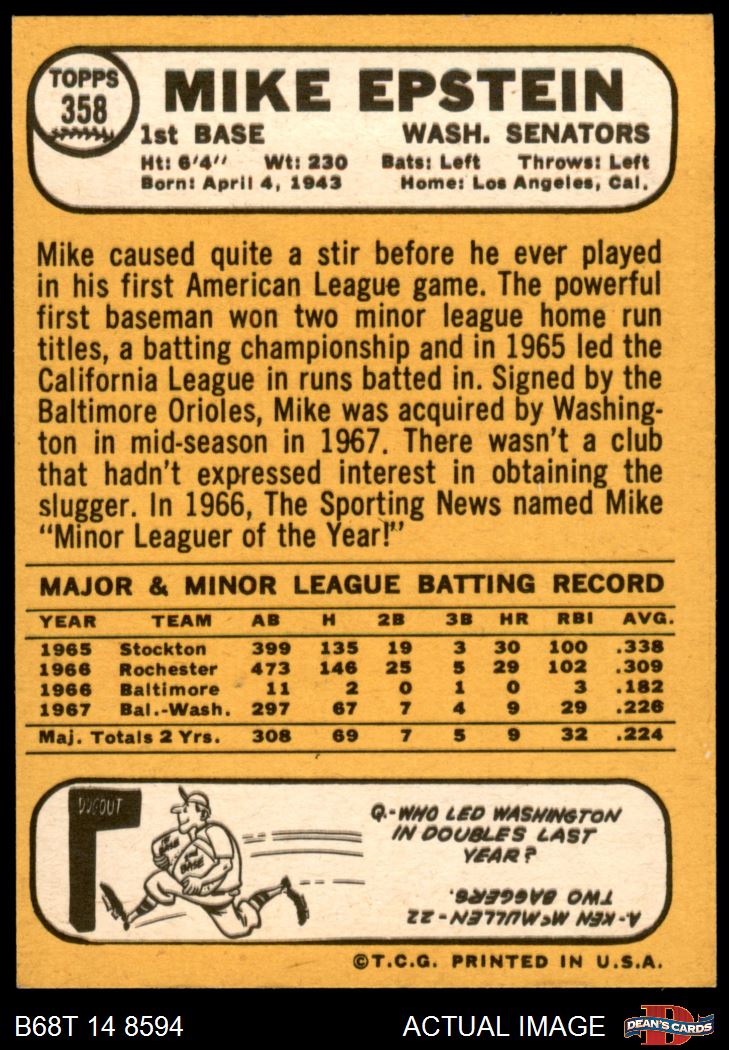 TOPPS
358
MIKE EPSTEIN
1st BASE WASH. SENATORS
Ht: 6'4" Wt: 230 Bats: Left Throws: Left
Born: April 4, 1943 Home: Los Angeles, Cal.
Mike caused quite a stir before he ever played
in his first American League game. The powerful
first baseman won two minor league home run
titles, a batting championship and in 1965 led the
California League in runs batted in. Signed by the
Baltimore Orioles, Mike was acquired by Washing-
ton in mid-season in 1967. There wasn't a club
that hadn't expressed interest in obtaining the
slugger. In 1966, The Sporting News named Mike
"Minor Leaguer of the Year!"
MAJOR & MINOR LEAGUE BATTING RECORD
YEAR TEAM AB H 2B 3B HR RBI AVG.
1965 Stockton 399 135 19 3 30 100 .338
1966 Rochester 473 146 25 5 29 102 .309
1966 Baltimore 11 2 0 1 0 3 .182
1967 Bal.-Wash. 297 67 7 4 9 29 .226
Maj. Totals 2 Yrs. 308 69 7 5 9 32 .224
DUGOUT
Q.-WHO LED WASHINGTON
IN DOUBLES LAST
YEAR?
A-KEN McMULLEN-22
TWO BAGGERS.
©T.C.G. PRINTED IN U.S.A.
B68T 14 8594 ACTUAL IMAGE DEAN'S CARDS